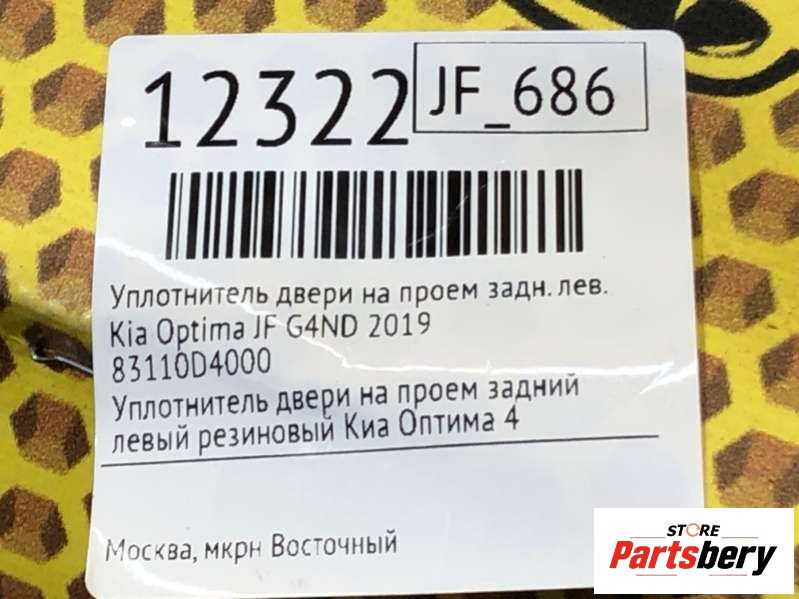 12322
JF_686
Уплотнитель двери на проем задн. лев.
Kia Optima JF G4ND 2019
83110D4000
Уплотнитель двери на проем задний
левый резиновый Киа Оптима 4
Москва, мкрн Восточный
STORE
Partsbery